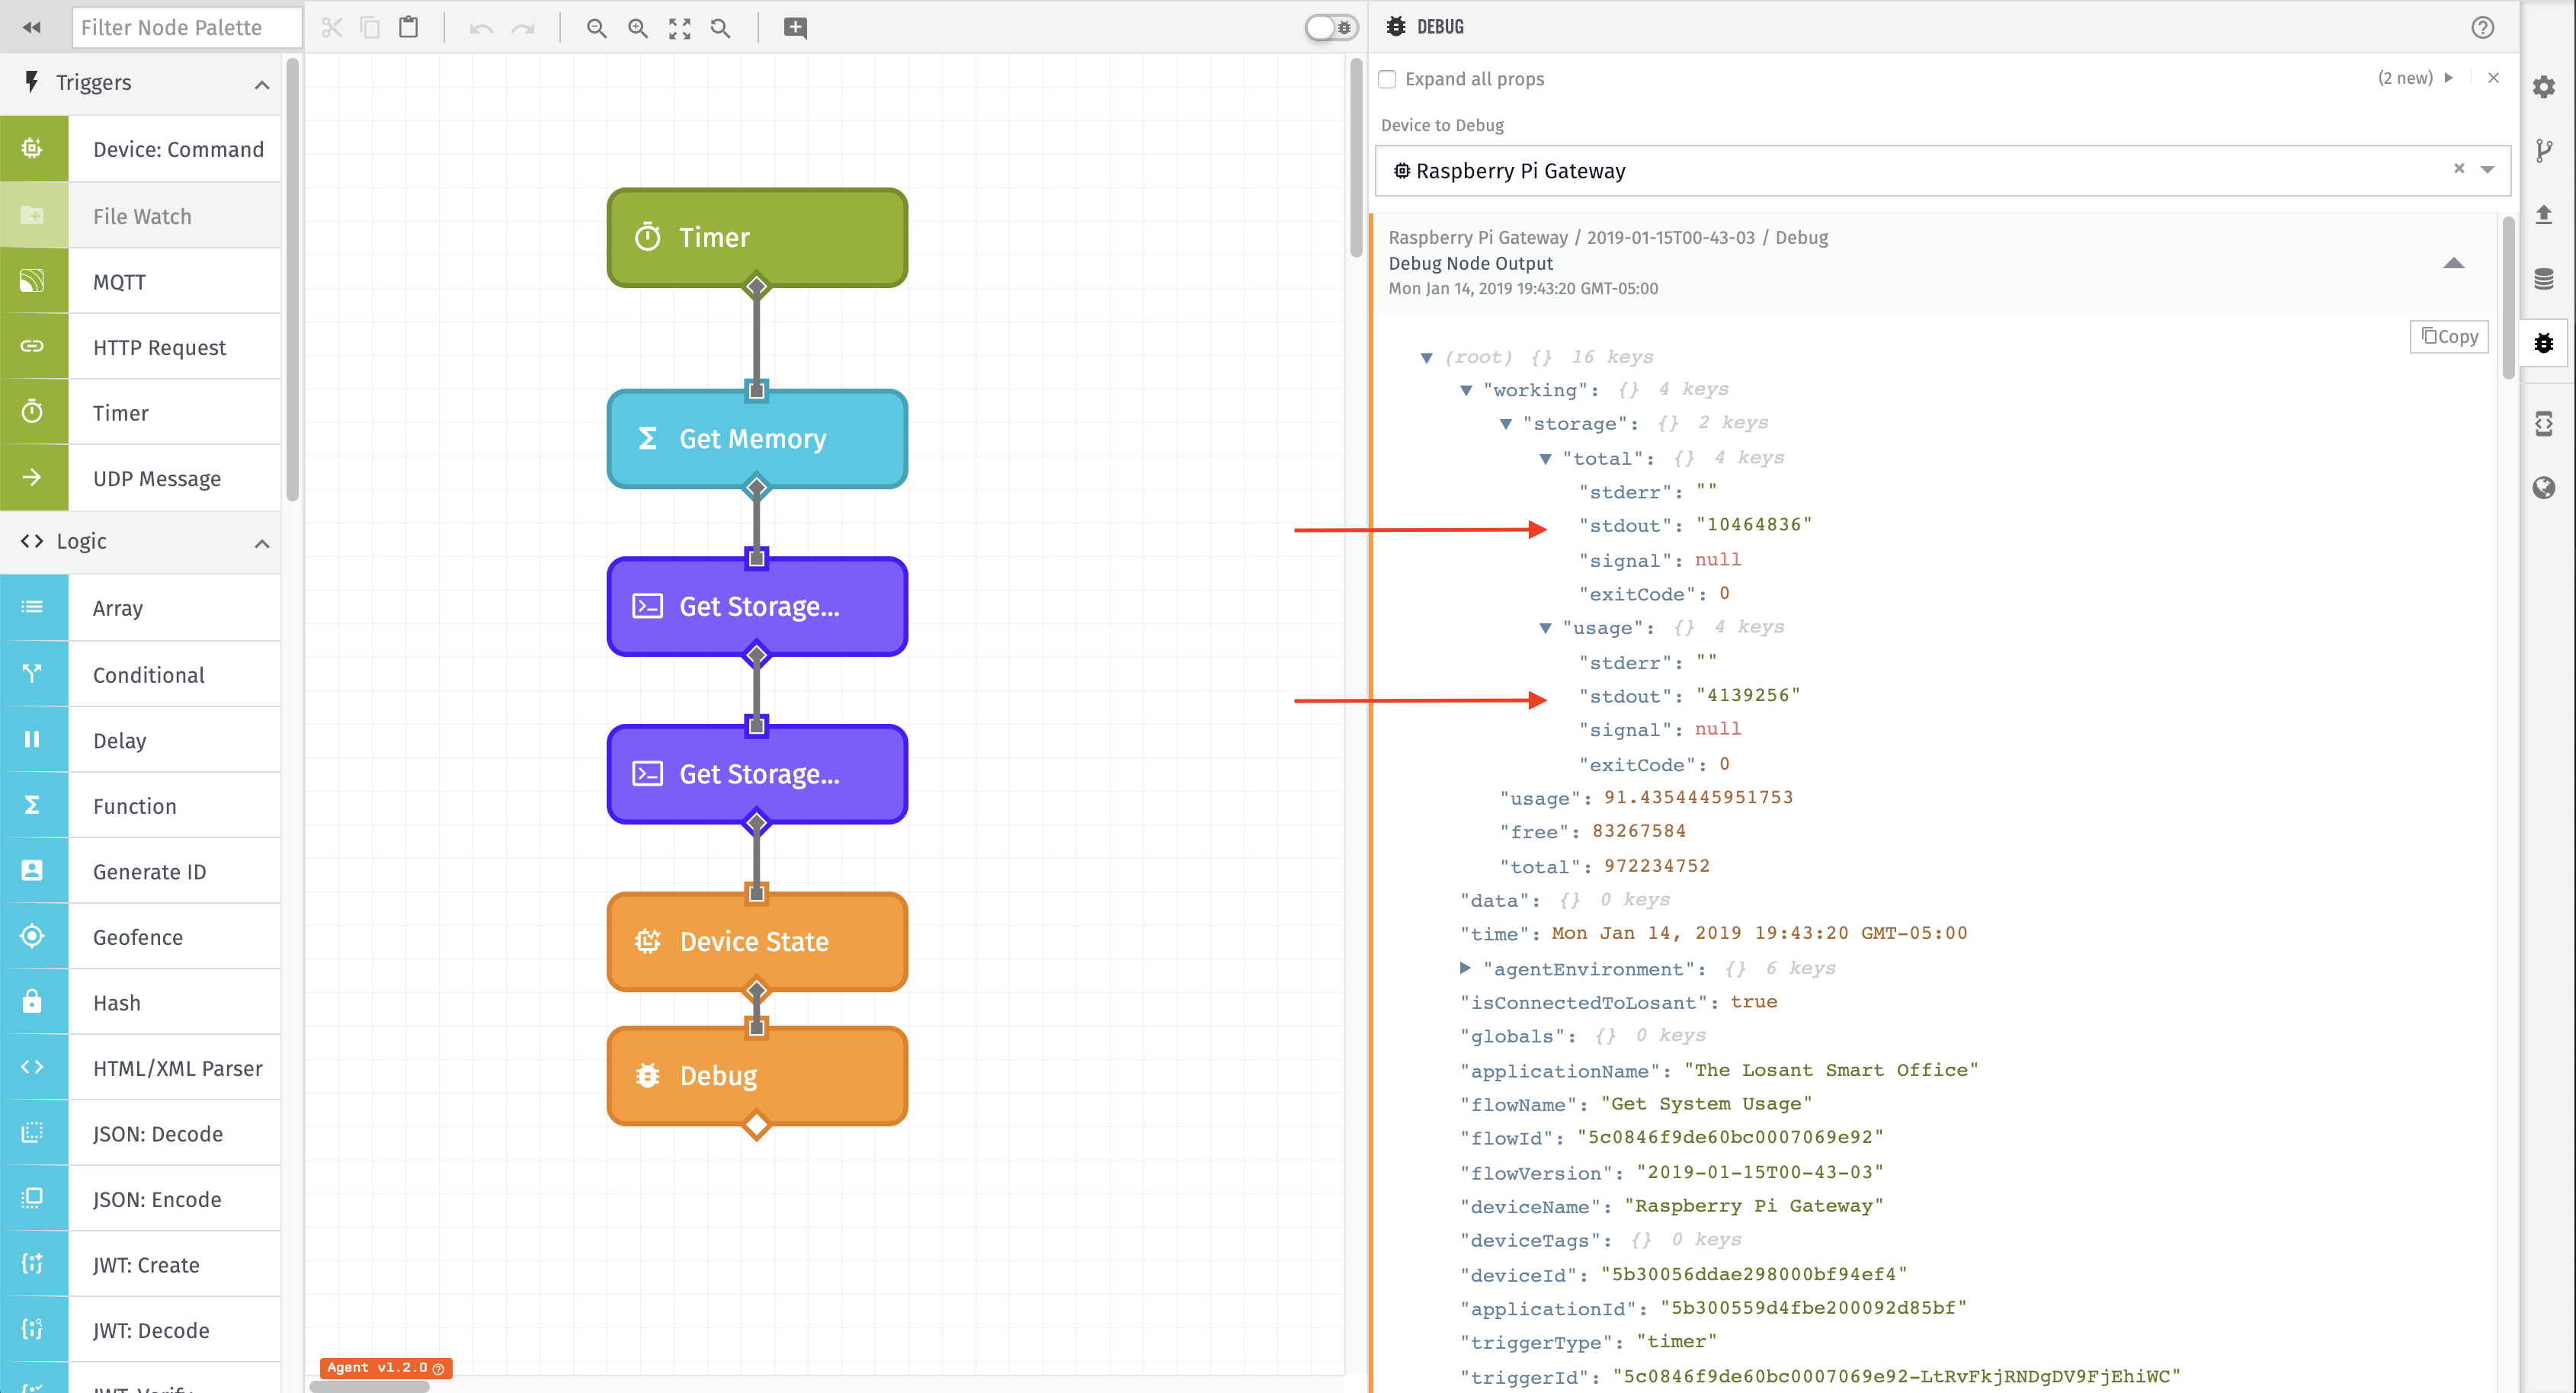 Filter Node Palette
Triggers
Device: Command
File Watch
MQTT
HTTP Request
Timer
UDP Message
Logic
Array
Conditional
Delay
Function
Generate ID
Geofence
Hash
HTML/XML Parser
JSON: Decode
JSON: Encode
JWT: Create
JWT: Decode
Timer
Get Memory
Get Storage...
Get Storage...
Device State
Debug
Agent v1.2.0
DEBUG
Expand all props
(2 new)
Device to Debug
Raspberry Pi Gateway
Raspberry Pi Gateway / 2019-01-15T00-43-03 / Debug
Debug Node Output
Mon Jan 14, 2019 19:43:20 GMT-05:00
Copy
(root) {} 16 keys
"working": {} 4 keys
"storage": {} 2 keys
"total": {} 4 keys
"stderr": ""
"stdout": "10464836"
"signal": null
"exitCode": 0
"usage": {} 4 keys
"stderr": ""
"stdout": "4139256"
"signal": null
"exitCode": 0
"usage": 91.4354445951753
"free": 83267584
"total": 972234752
"data": {} 0 keys
"time": Mon Jan 14, 2019 19:43:20 GMT-05:00
"agentEnvironment": {} 6 keys
"isConnectedToLosant": true
"globals": {} 0 keys
"applicationName": "The Losant Smart Office"
"flowName": "Get System Usage"
"flowId": "5c0846f9de60bc0007069e92"
"flowVersion": "2019-01-15T00-43-03"
"deviceName": "Raspberry Pi Gateway"
"deviceTags": {} 0 keys
"deviceId": "5b30056ddae298000bf94ef4"
"applicationId": "5b300559d4fbe200092d85bf"
"triggerType": "timer"
"triggerId": "5c0846f9de60bc0007069e92-LtRvFkjRNDgDV9FjEhiWC"